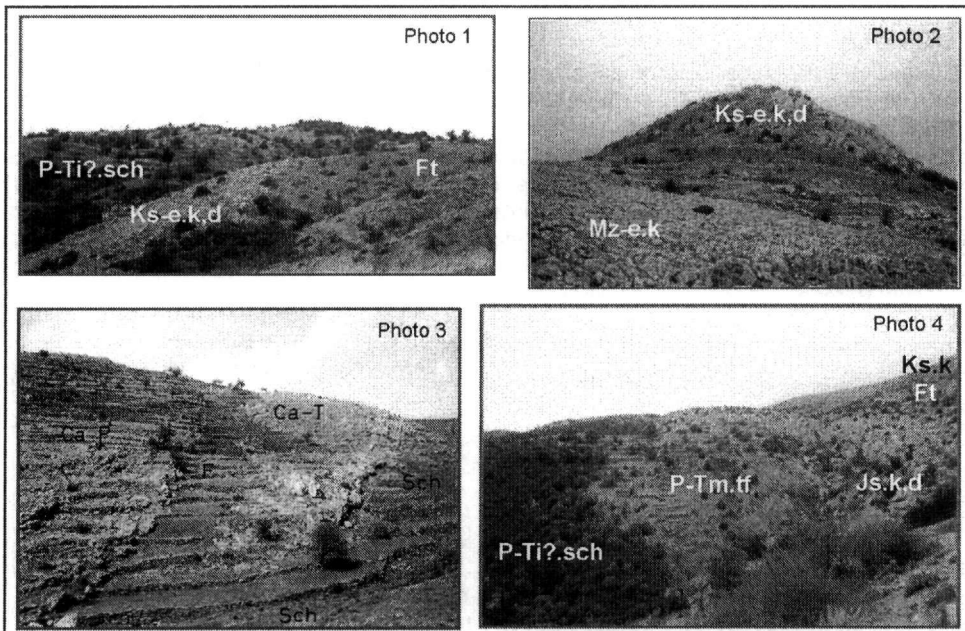 Photo 1
P-Ti?.sch
Ft
Ks-e.k,d
Photo 2
Ks-e.k,d
Mz-e.k
Photo 3
Ca-T
Sch
Sch
Photo 4
Ks.k
Ft
P-Tm.tf
Js.k,d
P-Ti?.sch